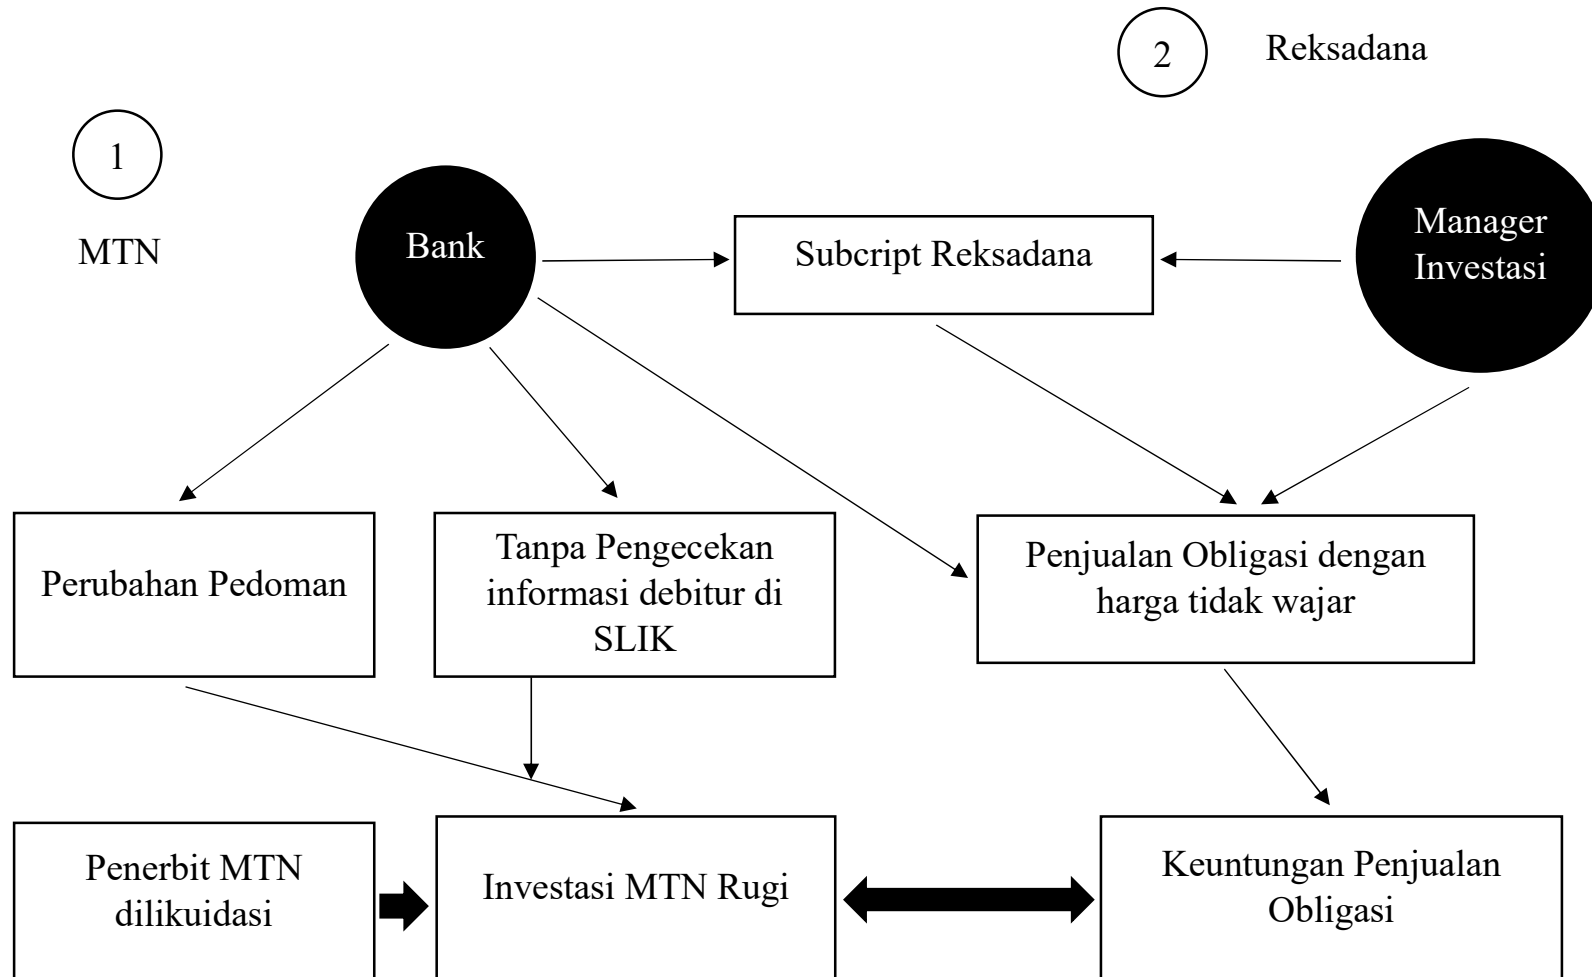 2
Reksadana
1
MTN
Bank
Subcript Reksadana
Manager
Investasi
Perubahan Pedoman
Tanpa Pengecekan
informasi debitur di
SLIK
Penjualan Obligasi dengan
harga tidak wajar
Penerbit MTN
dilikuidasi
Investasi MTN Rugi
Keuntungan Penjualan
Obligasi